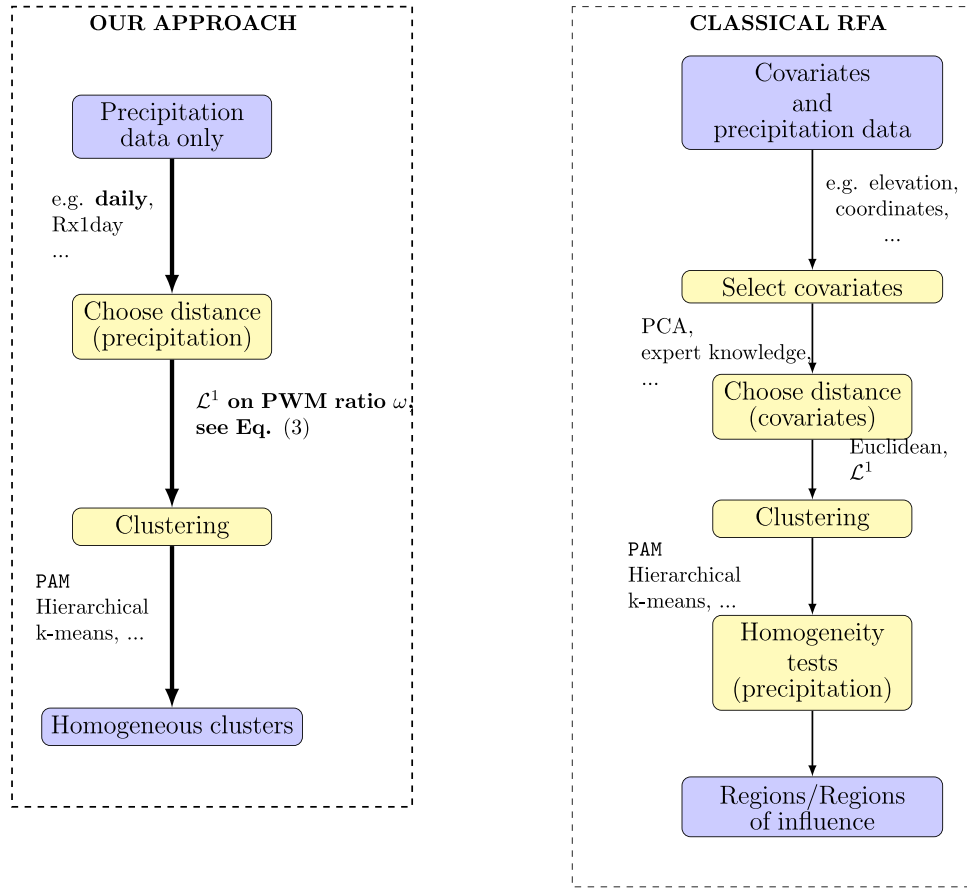 OUR APPROACH
Precipitation
data only
e.g. daily,
Rx1day
...
Choose distance
(precipitation)
ℒ¹ on PWM ratio ω,
see Eq. (3)
Clustering
PAM
Hierarchical
k-means, ...
Homogeneous clusters
CLASSICAL RFA
Covariates
and
precipitation data
e.g. elevation,
coordinates,
...
Select covariates
PCA,
expert knowledge,
...
Choose distance
(covariates)
Euclidean,
ℒ¹
Clustering
PAM
Hierarchical
k-means, ...
Homogeneity
tests
(precipitation)
Regions/Regions
of influence